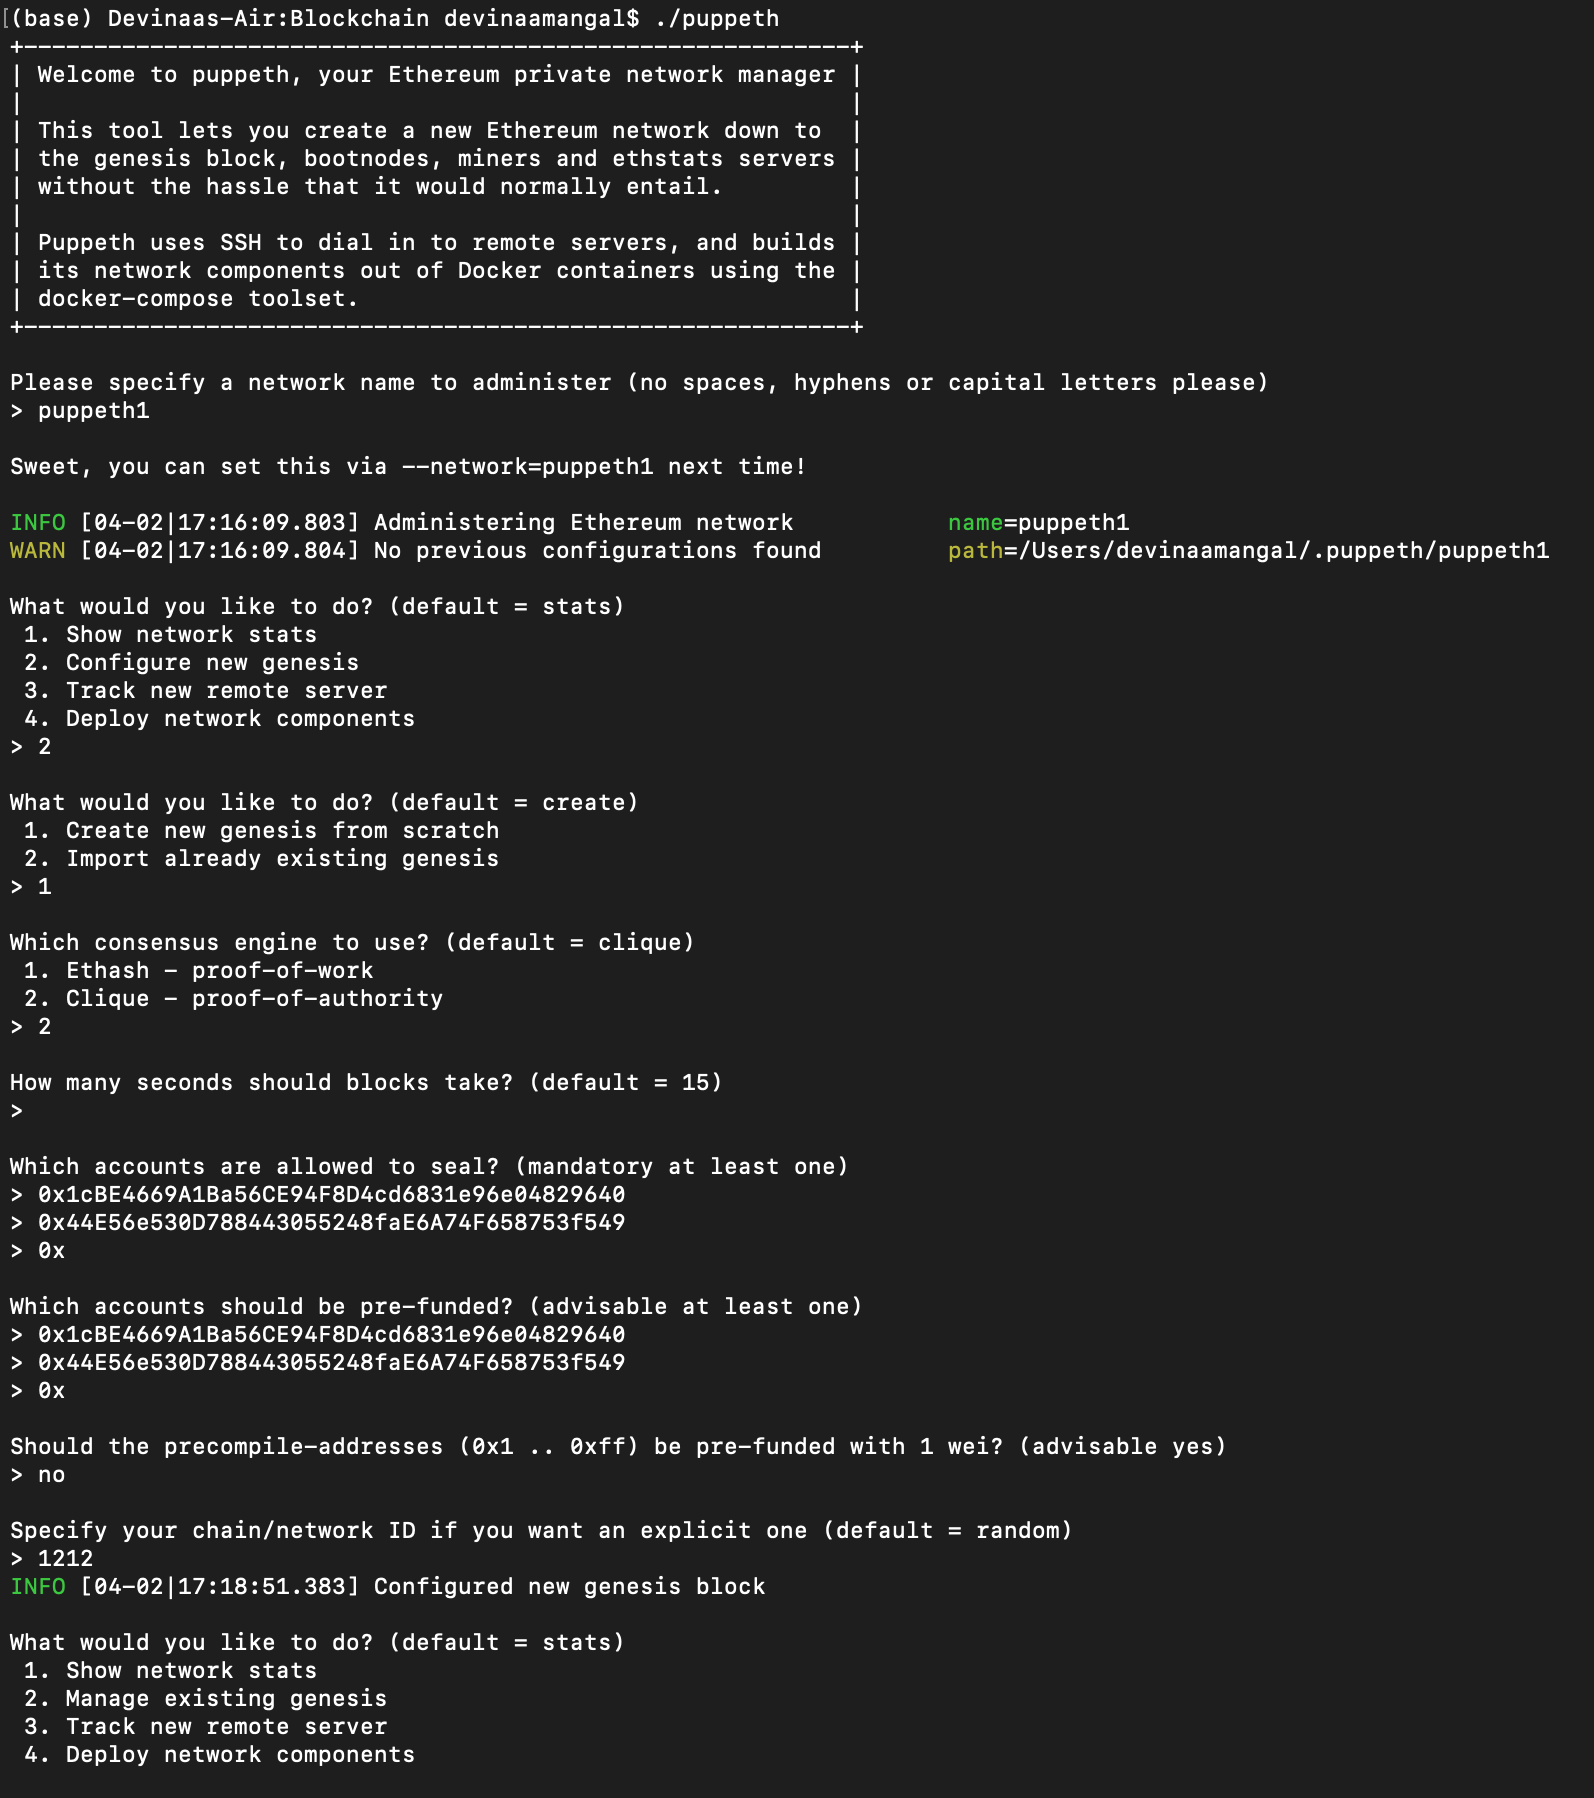 [(base) Devinaas-Air:Blockchain devinaamangal$ ./puppeth
+-----------------------------------------------------------+
| Welcome to puppeth, your Ethereum private network manager |
|                                                           |
| This tool lets you create a new Ethereum network down to  |
| the genesis block, bootnodes, miners and ethstats servers |
| without the hassle that it would normally entail.         |
|                                                           |
| Puppeth uses SSH to dial in to remote servers, and builds |
| its network components out of Docker containers using the |
| docker-compose toolset.                                   |
+-----------------------------------------------------------+
Please specify a network name to administer (no spaces, hyphens or capital letters please)
> puppeth1
Sweet, you can set this via --network=puppeth1 next time!
INFO [04-02|17:16:09.803] Administering Ethereum network           name=puppeth1
WARN [04-02|17:16:09.804] No previous configurations found         path=/Users/devinaamangal/.puppeth/puppeth1
What would you like to do? (default = stats)
 1. Show network stats
 2. Configure new genesis
 3. Track new remote server
 4. Deploy network components
> 2
What would you like to do? (default = create)
 1. Create new genesis from scratch
 2. Import already existing genesis
> 1
Which consensus engine to use? (default = clique)
 1. Ethash - proof-of-work
 2. Clique - proof-of-authority
> 2
How many seconds should blocks take? (default = 15)
>
Which accounts are allowed to seal? (mandatory at least one)
> 0x1cBE4669A1Ba56CE94F8D4cd6831e96e04829640
> 0x44E56e530D788443055248faE6A74F658753f549
> 0x
Which accounts should be pre-funded? (advisable at least one)
> 0x1cBE4669A1Ba56CE94F8D4cd6831e96e04829640
> 0x44E56e530D788443055248faE6A74F658753f549
> 0x
Should the precompile-addresses (0x1 .. 0xff) be pre-funded with 1 wei? (advisable yes)
> no
Specify your chain/network ID if you want an explicit one (default = random)
> 1212
INFO [04-02|17:18:51.383] Configured new genesis block
What would you like to do? (default = stats)
 1. Show network stats
 2. Manage existing genesis
 3. Track new remote server
 4. Deploy network components